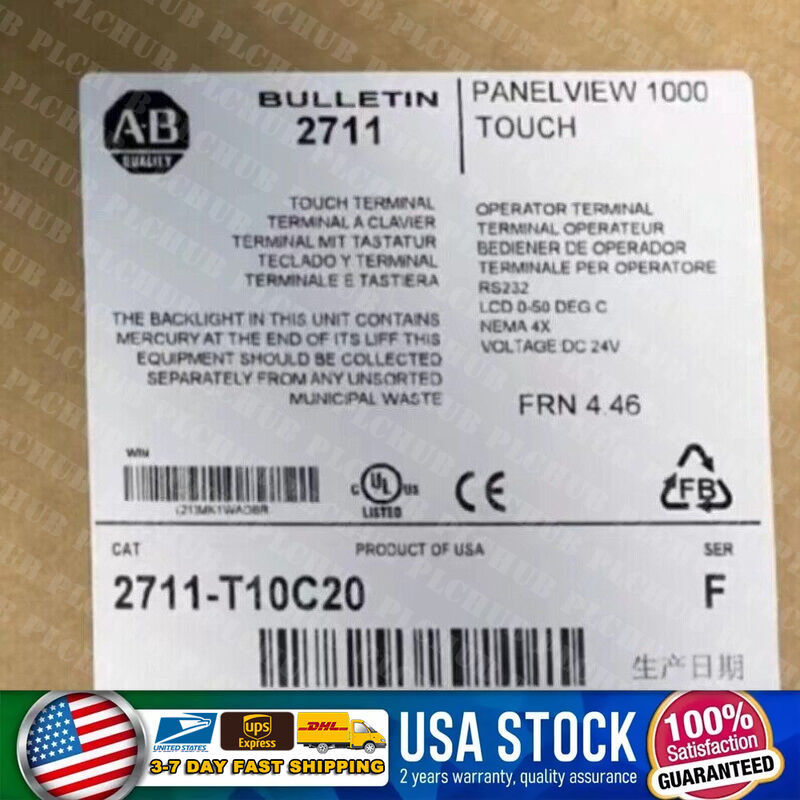 A-B
QUALITY
BULLETIN
2711
PANELVIEW 1000
TOUCH
TOUCH TERMINAL
TERMINAL A CLAVIER
TERMINAL MIT TASTATUR
TECLADO Y TERMINAL
TERMINALE E TASTIERA
OPERATOR TERMINAL
TERMINAL OPERATEUR
BEDIENER DE OPERADOR
TERMINALE PER OPERATORE
RS232
LCD 0-50 DEG C
NEMA 4X
VOLTAGE DC 24V
THE BACKLIGHT IN THIS UNIT CONTAINS
MERCURY AT THE END OF ITS LIFF THIS
EQUIPMENT SHOULD BE COLLECTED
SEPARATELY FROM ANY UNSORTED
MUNICIPAL WASTE
FRN 4.46
WIN
C UL US
LISTED
CE
FB
CAT
PRODUCT OF USA
SER
2711-T10C20
F
生产日期
UNITED STATES
ups
Express
DHL
3-7 DAY FAST SHIPPING
USA STOCK
2 years warranty, quality assurance
100%
Satisfaction
GUARANTEED
PLCHUB